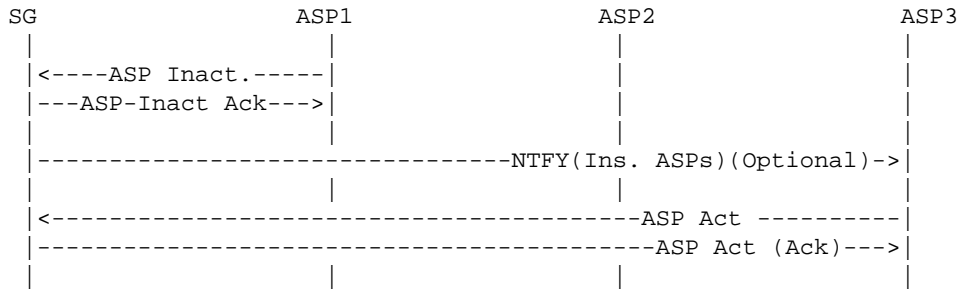 SG                   ASP1                ASP2               ASP3
 |                    |                   |                  |
 |<----ASP Inact.-----|                   |                  |
 |---ASP-Inact Ack--->|                   |                  |
 |                    |                   |                  |
 |---------------------------------NTFY(Ins. ASPs)(Optional)->|
 |                    |                   |                  |
 |<-----------------------------------------ASP Act ----------|
 |-------------------------------------------ASP Act (Ack)--->|
 |                    |                   |                  |